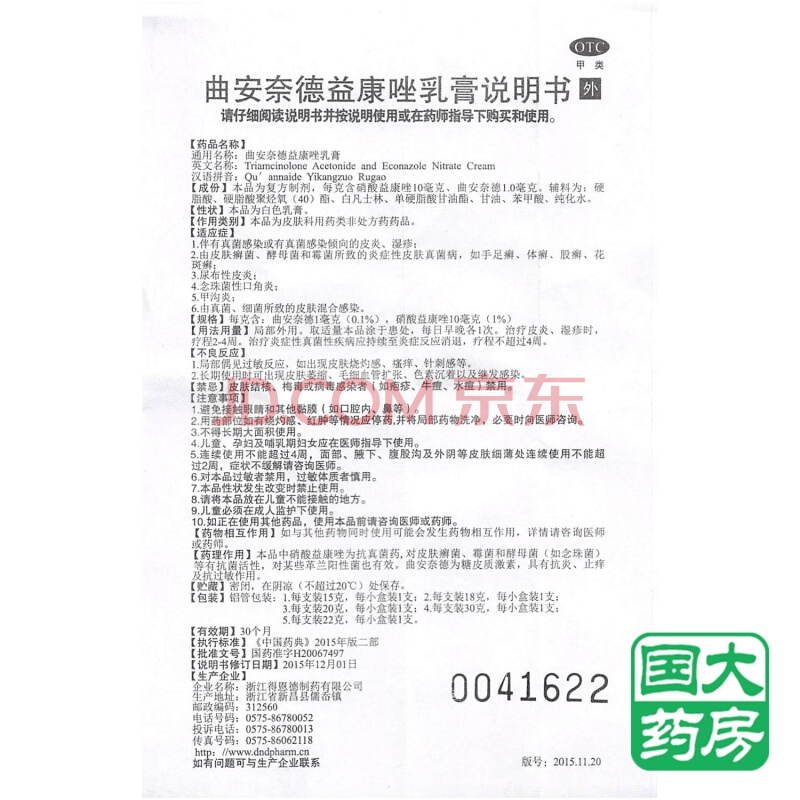 OTC
甲 类
曲安奈德益康唑乳膏说明书 外
请仔细阅读说明书并按说明使用或在药师指导下购买和使用。
【药品名称】
通用名称：曲安奈德益康唑乳膏
英文名称：Triamcinolone Acetonide and Econazole Nitrate Cream
汉语拼音：Qu’annaide Yikangzuo Rugao
【成份】本品为复方制剂，每克含硝酸益康唑10毫克、曲安奈德1.0毫克。辅料为：硬
脂酸、硬脂酸聚烃氧（40）酯、白凡士林、单硬脂酸甘油酯、甘油、苯甲酸、纯化水。
【性状】本品为白色乳膏。
【作用类别】本品为皮肤科用药类非处方药药品。
【适应症】
1.伴有真菌感染或有真菌感染倾向的皮炎、湿疹；
2.由皮肤癣菌、酵母菌和霉菌所致的炎症性皮肤真菌病，如手足癣、体癣、股癣、花
斑癣；
3.尿布性皮炎；
4.念珠菌性口角炎；
5.甲沟炎；
6.由真菌、细菌所致的皮肤混合感染。
【规格】每克含：曲安奈德1毫克（0.1%），硝酸益康唑10毫克（1%）
【用法用量】局部外用。取适量本品涂于患处，每日早晚各1次。治疗皮炎、湿疹时，
疗程2-4周。治疗炎症性真菌性疾病应持续至炎症反应消退，疗程不超过4周。
【不良反应】
1.局部偶见过敏反应，如出现皮肤烧灼感、瘙痒、针刺感等。
2.长期使用时可出现皮肤萎缩、毛细血管扩张、色素沉着以及继发感染。
【禁忌】皮肤结核、梅毒或病毒感染者（如疱疹、牛痘、水痘）禁用。
【注意事项】
1.避免接触眼睛和其他黏膜（如口腔内、鼻等）。
2.用药部位如有烧灼感、红肿等情况应停药,并将局部药物洗净，必要时间医师咨询。
3.不得长期大面积使用。
4.儿童、孕妇及哺乳期妇女应在医师指导下使用。
5.连续使用不能超过4周，面部、腋下、腹股沟及外阴等皮肤细薄处连续使用不能超
过2周，症状不缓解请咨询医师。
6.对本品过敏者禁用，过敏体质者慎用。
7.本品性状发生改变时禁止使用。
8.请将本品放在儿童不能接触的地方。
9.儿童必须在成人监护下使用。
10.如正在使用其他药品，使用本品前请咨询医师或药师。
【药物相互作用】如与其他药物同时使用可能会发生药物相互作用，详情请咨询医师
或药师。
【药理作用】本品中硝酸益康唑为抗真菌药,对皮肤癣菌、霉菌和酵母菌（如念珠菌）
等有抗菌活性，对某些革兰阳性菌也有效。曲安奈德为糖皮质激素，具有抗炎、止痒
及抗过敏作用。
【贮藏】密闭，在阴凉（不超过20℃）处保存。
【包装】铝管包装：1.每支装15克，每小盒装1支；2.每支装18克，每小盒装1支；
3.每支装20克，每小盒装1支；4.每支装30克，每小盒装1支；
5.每支装22克，每小盒装1支。
【有效期】30个月
【执行标准】《中国药典》2015年版二部
【批准文号】国药准字H20067497
【说明书修订日期】2015年12月01日
【生产企业】
企业名称：浙江得恩德制药有限公司
生产地址：浙江省新昌县儒岙镇
邮政编码：312560
电话号码：0575-86780052
投诉电话：0575-86780013
传真号码：0575-86062118
http：//www.dndpharm.cn
如有问题可与生产企业联系
0041622
版号：2015.11.20
JD.COM 京东
国大
药房